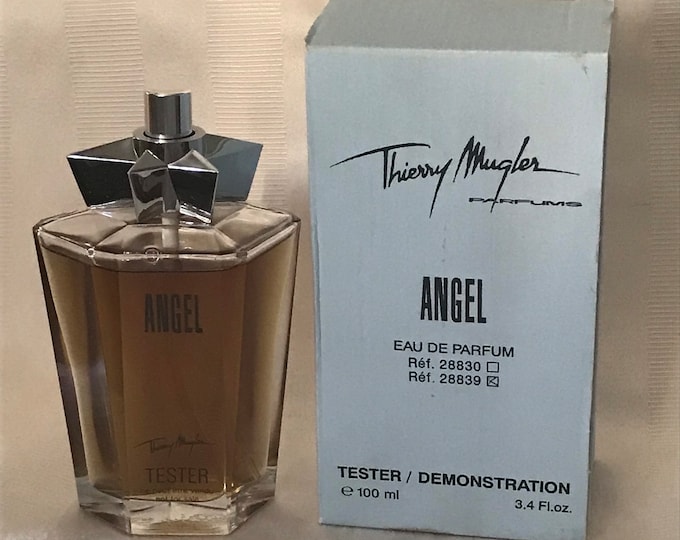 ANGEL
Thierry Mugler
TESTER
Thierry Mugler
PARFUMS
ANGEL
EAU DE PARFUM
Réf. 28830 ☐
Réf. 28839 ☒
TESTER / DEMONSTRATION
e 100 ml 3.4 Fl.oz.